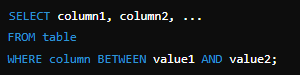 SELECT column1, column2, ...
FROM table
WHERE column BETWEEN value1 AND value2;